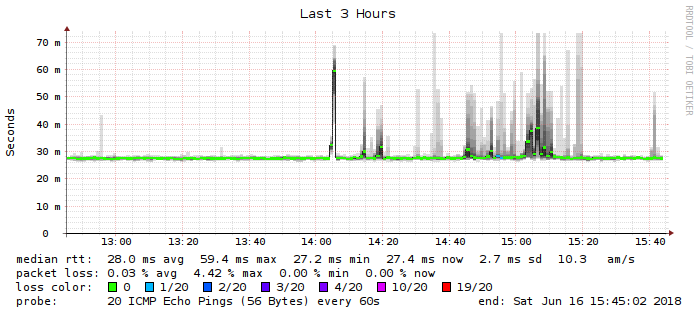 Last 3 Hours
RRDTOOL / TOBI OETIKER
Seconds
70 m
60 m
50 m
40 m
30 m
20 m
10 m
0
13:00 13:20 13:40 14:00 14:20 14:40 15:00 15:20 15:40
median rtt: 28.0 ms avg 59.4 ms max 27.2 ms min 27.4 ms now 2.7 ms sd 10.3 am/s
packet loss: 0.03 % avg 4.42 % max 0.00 % min 0.00 % now
loss color: 0 1/20 2/20 3/20 4/20 10/20 19/20
probe: 20 ICMP Echo Pings (56 Bytes) every 60s end: Sat Jun 16 15:45:02 2018